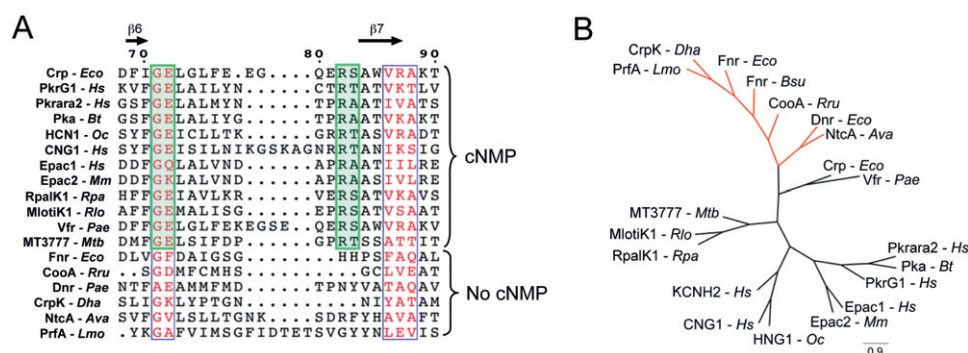 A
β6
β7
70
80
90
Crp - Eco DFIGELGLFE.EG.....QERSAWVRAKT
PkrG1 - Hs KVFGELAILYN......CTRTATVKTLV
Pkrara2 - Hs GSFGELALIYG......TPRAATIVATS
Pka - Bt GSFGELALIYG......TPRAATVKAKT
HCN1 - Oc SYFGEICLLTK......GRRTASVRADT
CNG1 - Hs SYFGEISILNIKGSKAGNRRTANIKSIG
Epac1 - Hs DDFGQLALVND......APRAATIILRE
Epac2 - Mm DDFGKLALVND......APRAASIVLRE
RpalK1 - Rpa HFFGEIAVLKR......VERSATVKAVA
MlotiK1 - Rlo AFFGEMALISG......EPRSATVSAAT
Vfr - Pae DFFGELGLFEKEGSE..QERSAWVRAKV
MT3777 - Mtb DMFGELSIFDP......GPRTSSATTIT
Fnr - Eco DLVGFDAIGSG......HHPSFAQAL
CooA - Rru ..SGDMFCMHS........GCLVEAT
Dnr - Pae NTFAEAMMFMD....TPNYVATAQAV
CrpK - Dha SLIGKLYPTGN........NIYATAM
NtcA - Ava SVFGVLSLLTGNK....SDRFYHAVAFT
PrfA - Lmo .YKGAFVIMSGFIDTETSVGYYNLEVIS
cNMP
No cNMP
B
CrpK - Dha
PrfA - Lmo
Fnr - Eco
Fnr - Bsu
CooA - Rru
Dnr - Eco
NtcA - Ava
Crp - Eco
Vfr - Pae
MT3777 - Mtb
MlotiK1 - Rlo
RpalK1 - Rpa
Pkrara2 - Hs
Pka - Bt
PkrG1 - Hs
KCNH2 - Hs
Epac1 - Hs
CNG1 - Hs
Epac2 - Mm
HNG1 - Oc
0.9